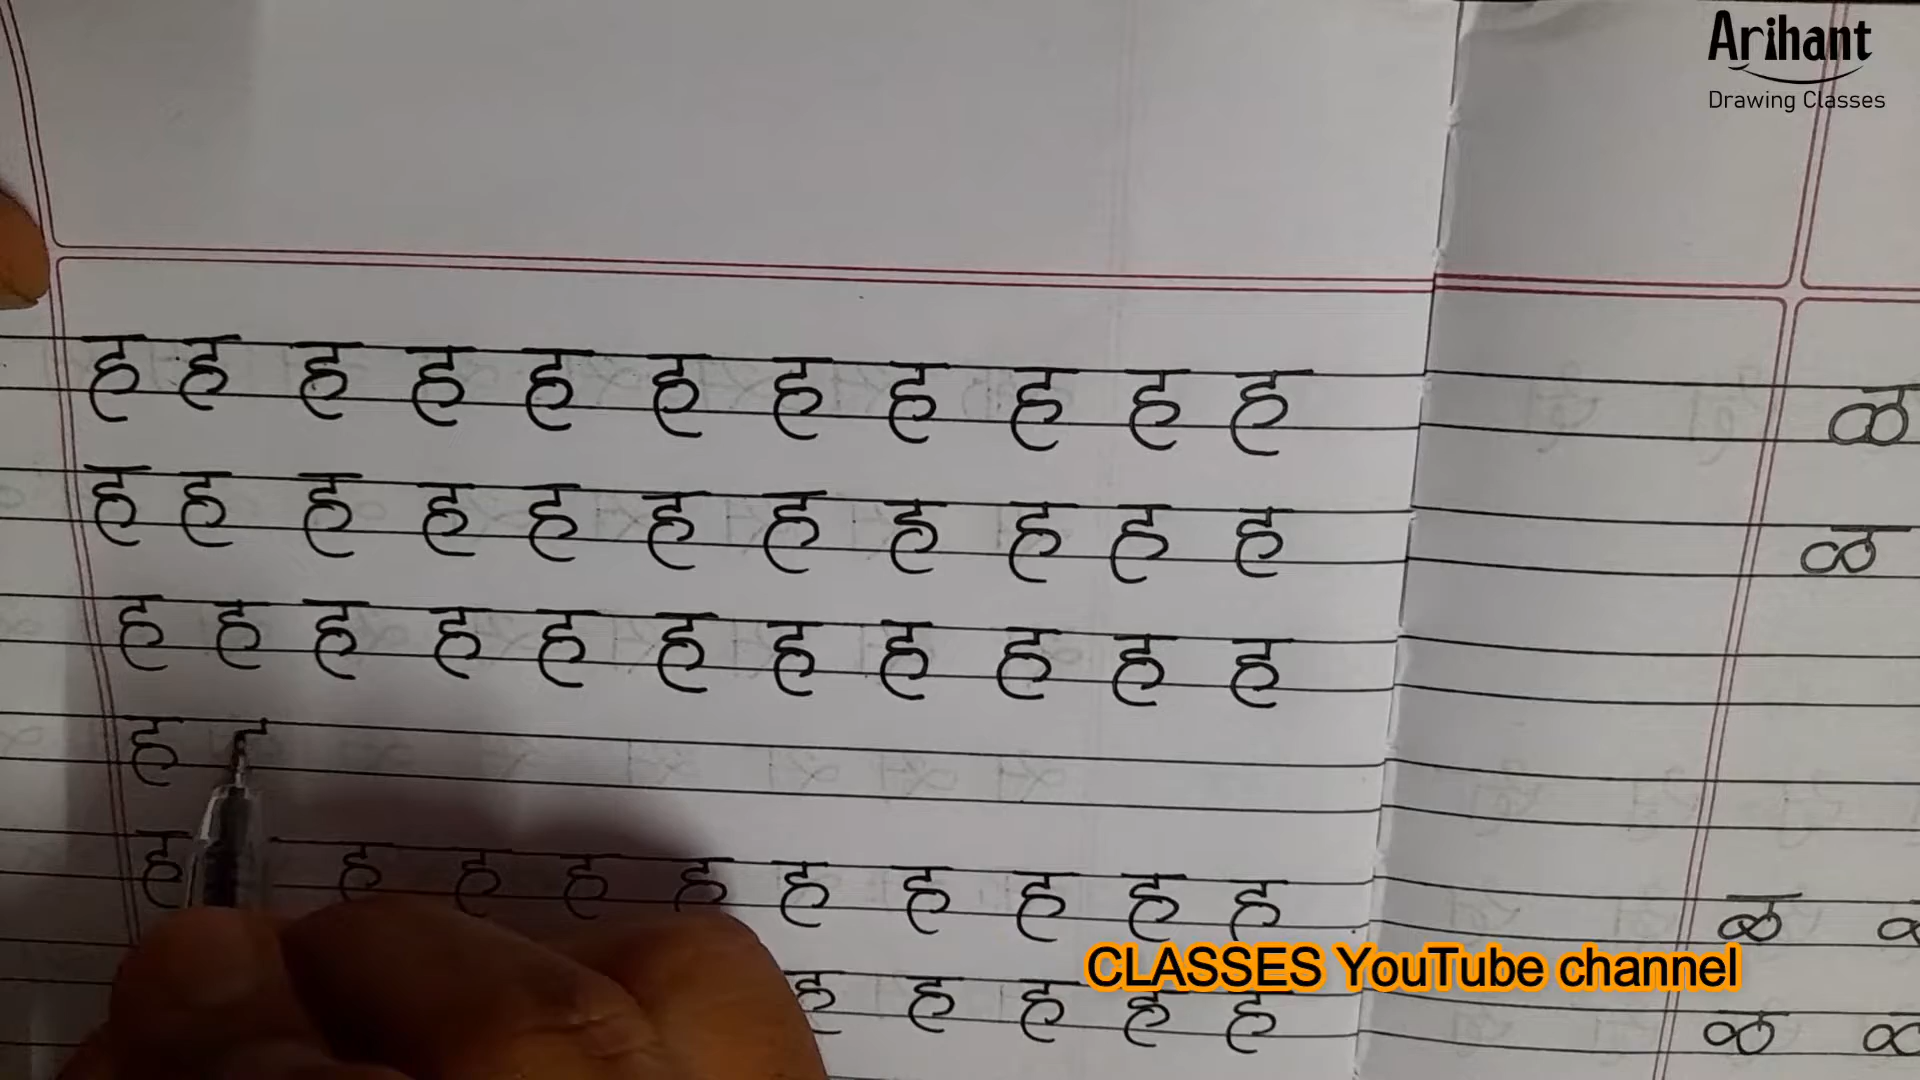 Arihant
Drawing Classes
ह ह ह ह ह ह ह ह ह ह ह
ळ
ह ह ह ह ह ह ह ह ह ह ह
ळ
ह ह ह ह ह ह ह ह ह ह ह
ह
ह ह ह ह ह ह ह ह ह ह
ळ
CLASSES YouTube channel
ह ह ह ह ह
ळ